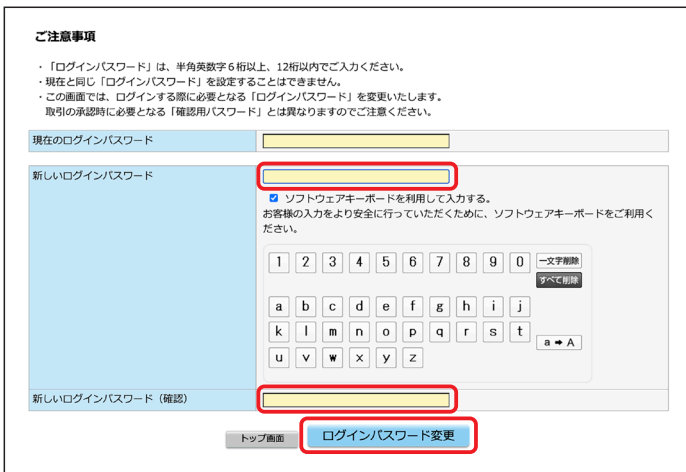 ご注意事項
・「ログインパスワード」は、半角英数字6桁以上、12桁以内でご入力ください。
・現在と同じ「ログインパスワード」を設定することはできません。
・この画面では、ログインする際に必要となる「ログインパスワード」を変更いたします。
取引の承認時に必要となる「確認用パスワード」とは異なりますのでご注意ください。
現在のログインパスワード
新しいログインパスワード
ソフトウェアキーボードを利用して入力する。
お客様の入力をより安全に行っていただくために、ソフトウェアキーボードをご利用く
ださい。
1 2 3 4 5 6 7 8 9 0 一文字削除
すべて削除
a b c d e f g h i j
k l m n o p q r s t
a ➡ A
u v w x y z
新しいログインパスワード（確認）
トップ画面 ログインパスワード変更